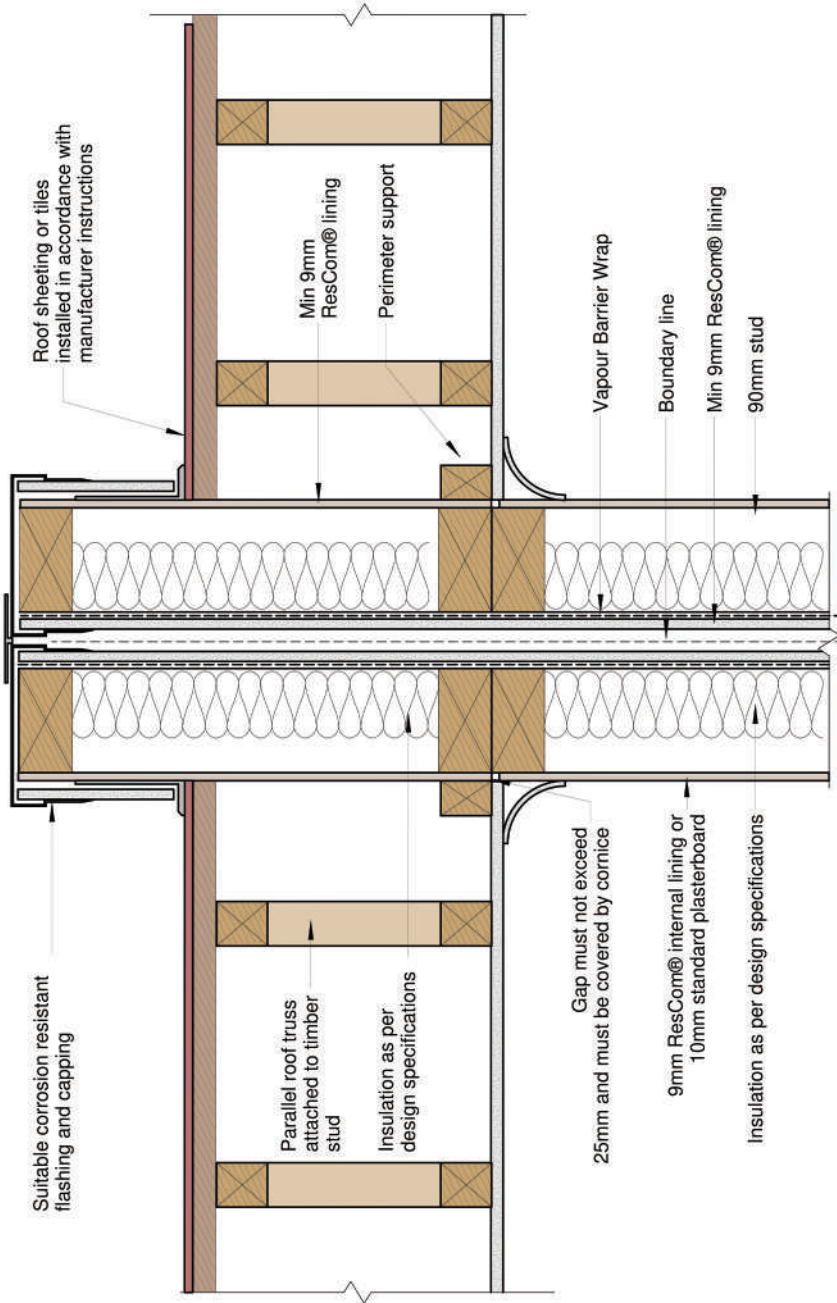 Suitable corrosion resistant
flashing and capping
Roof sheeting or tiles
installed in accordance with
manufacturer instructions
Parallel roof truss
attached to timber
stud
Insulation as per
design specifications
Min 9mm
ResCom® lining
Perimeter support
Gap must not exceed
25mm and must be covered by cornice
9mm ResCom® internal lining or
10mm standard plasterboard
Insulation as per design specifications
Vapour Barrier Wrap
Boundary line
Min 9mm ResCom® lining
90mm stud